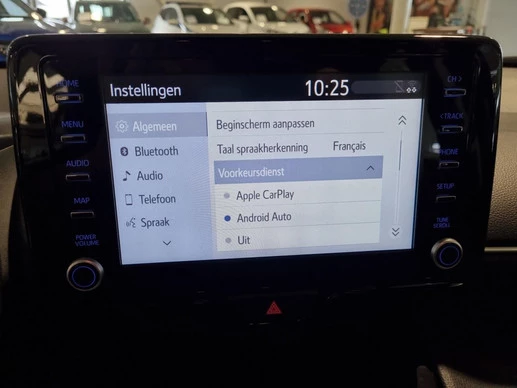 Instellingen 10:25
HOME
MENU
AUDIO
MAP
POWER
VOLUME
Algemeen
Bluetooth
Audio
Telefoon
Spraak
Beginscherm aanpassen
Taal spraakherkenning Français
Voorkeursdienst
Apple CarPlay
Android Auto
Uit
CH >
< TRACK
PHONE
SETUP
TUNE
SCROLL